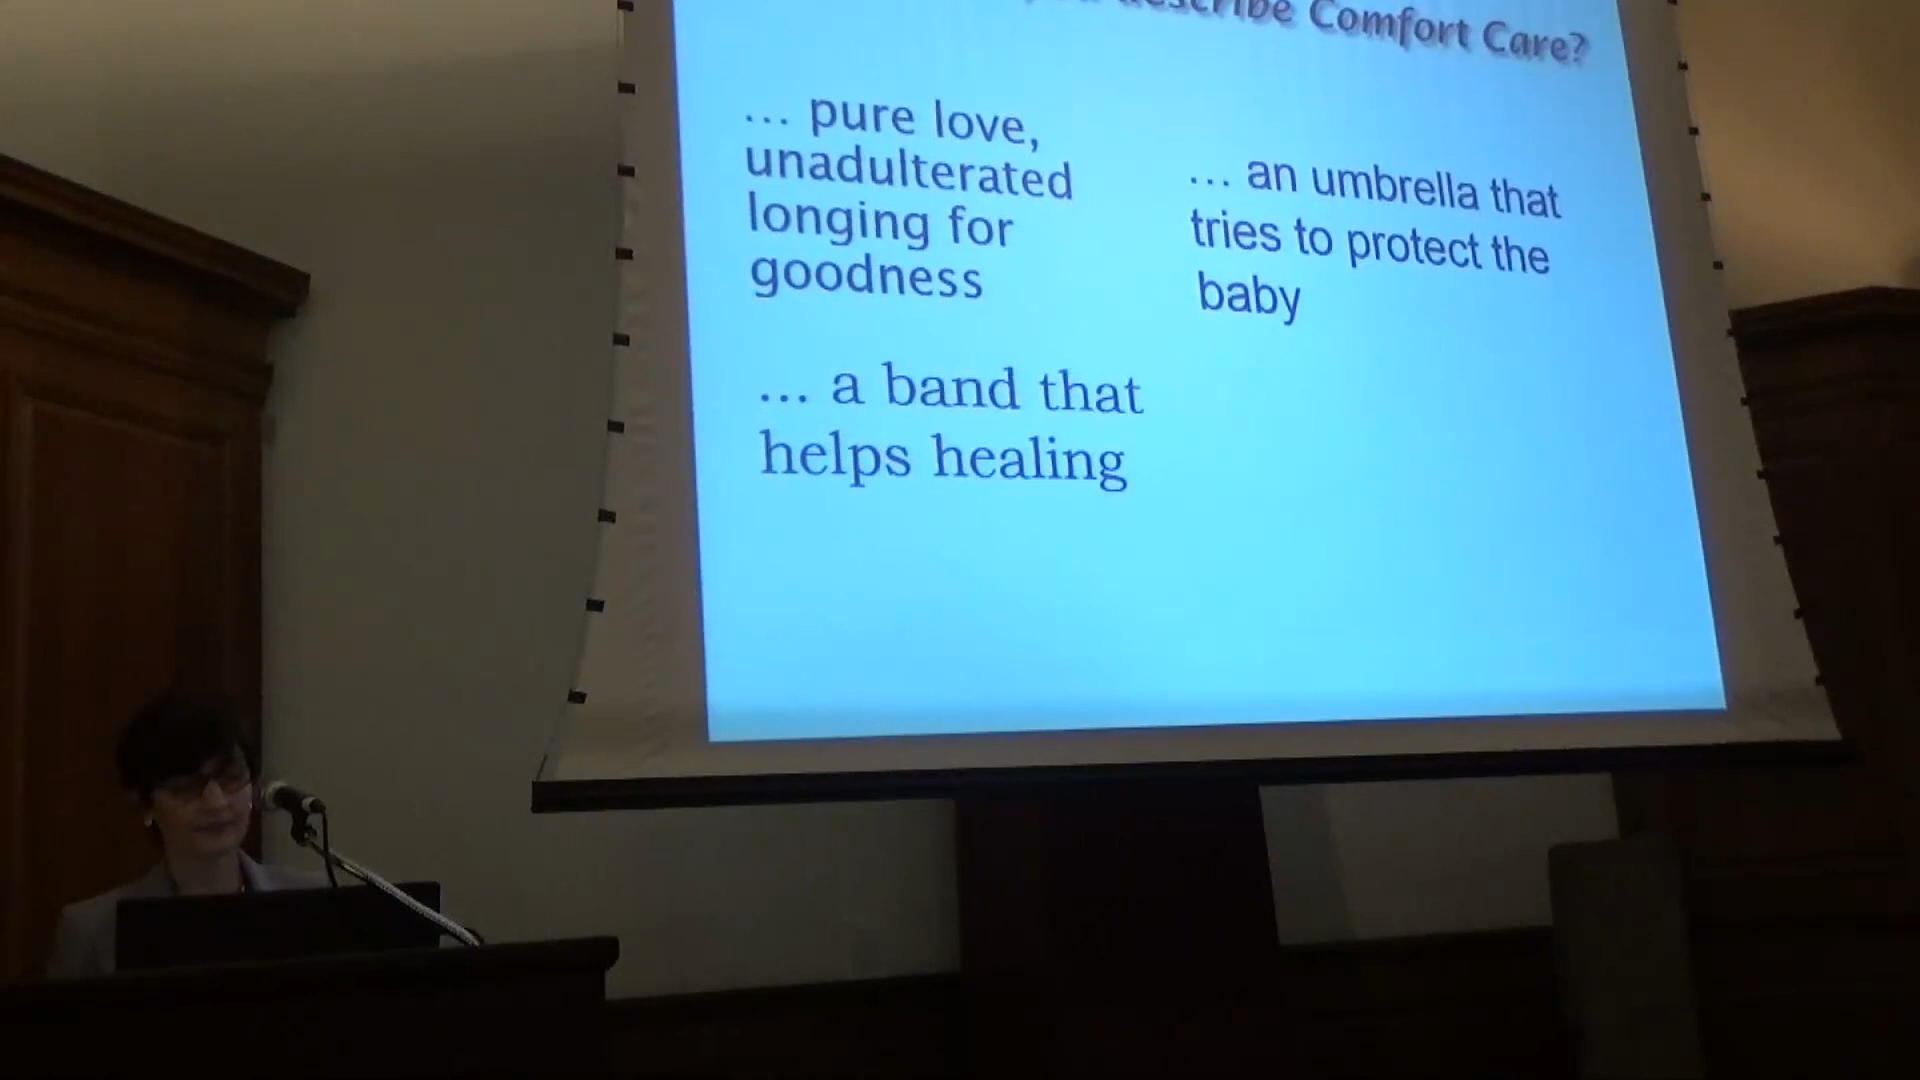 describe Comfort Care?
... pure love,
unadulterated
longing for
goodness
... an umbrella that
tries to protect the
baby
... a band that
helps healing